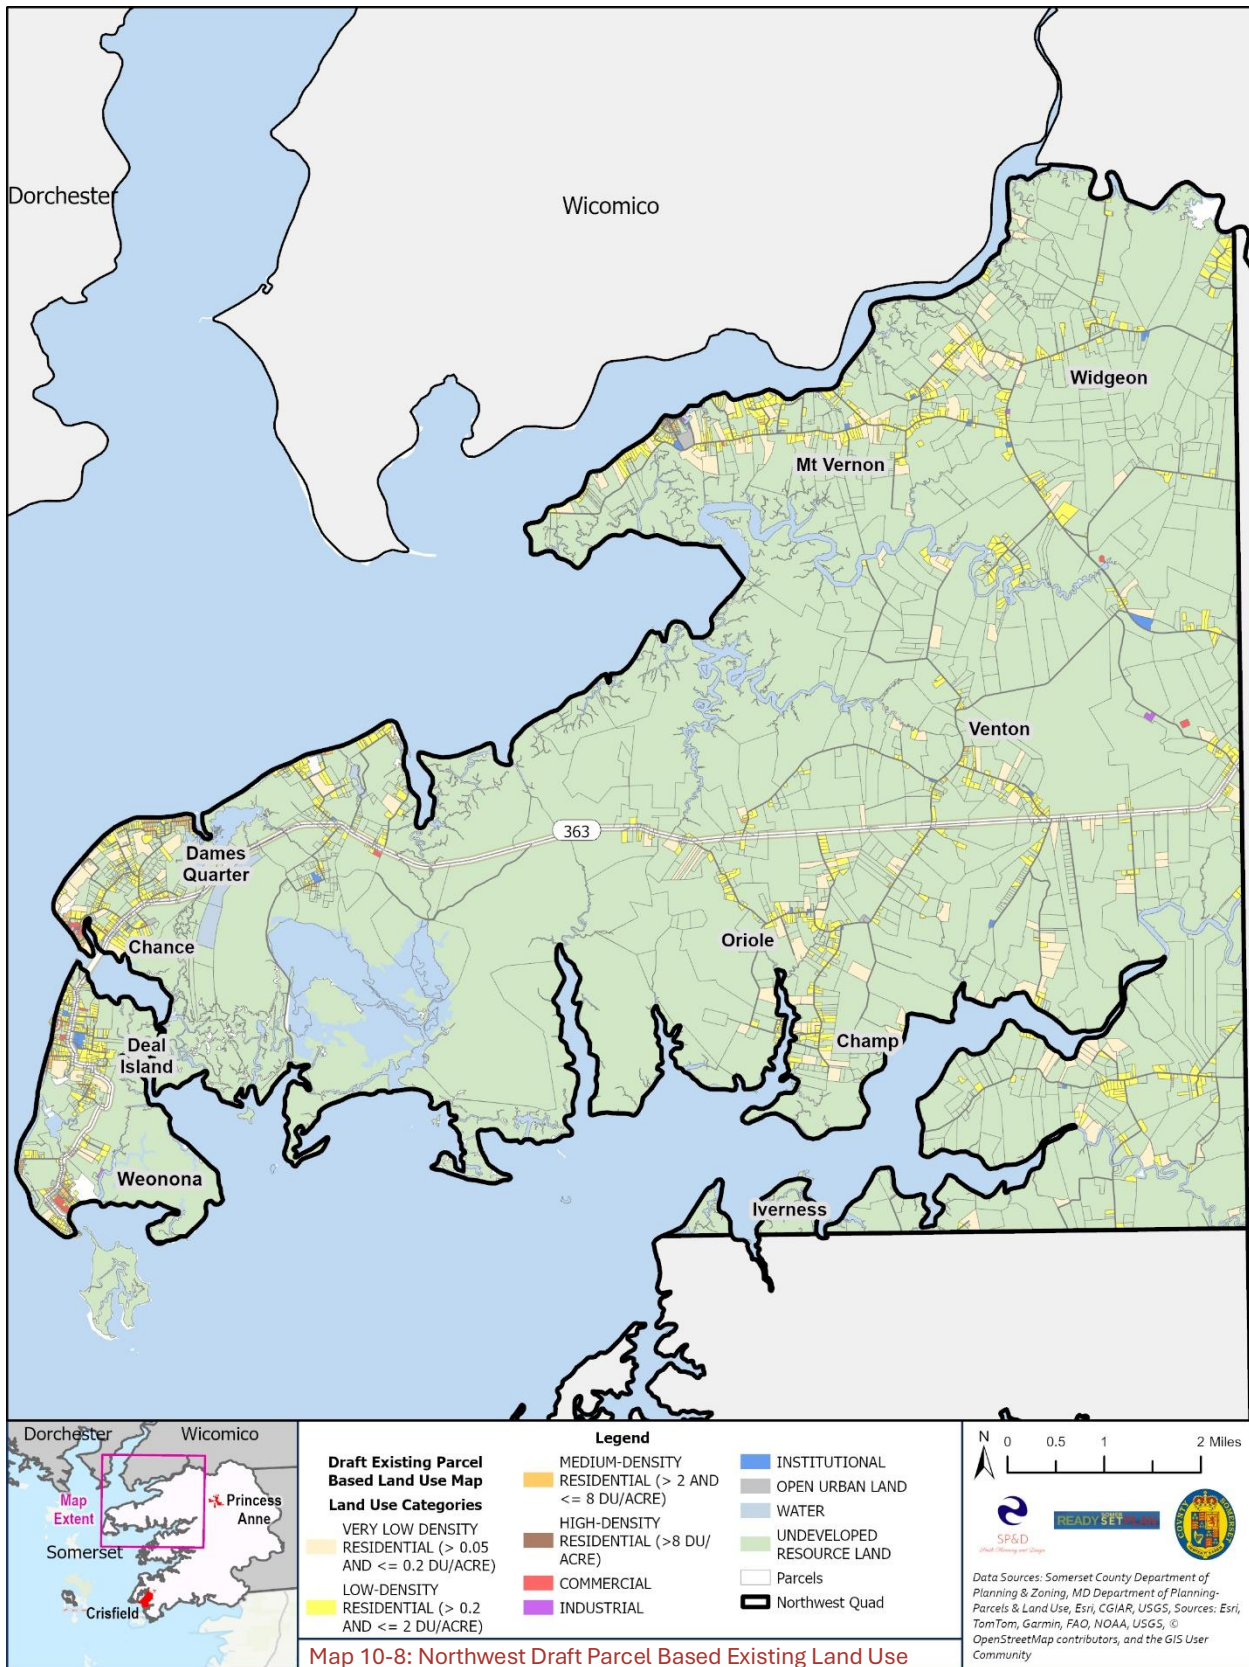 Dorchester
Wicomico
Widgeon
Mt Vernon
Venton
363
Dames
Quarter
Chance
Oriole
Deal
Island
Champ
Weonona
Iverness
Dorchester
Wicomico
Map
Extent
Princess
Anne
Somerset
Crisfield
Legend
Draft Existing Parcel
Based Land Use Map
Land Use Categories
VERY LOW DENSITY
RESIDENTIAL (> 0.05
AND <= 0.2 DU/ACRE)
LOW-DENSITY
RESIDENTIAL (> 0.2
AND <= 2 DU/ACRE)
MEDIUM-DENSITY
RESIDENTIAL (> 2 AND
<= 8 DU/ACRE)
HIGH-DENSITY
RESIDENTIAL (>8 DU/
ACRE)
COMMERCIAL
INDUSTRIAL
INSTITUTIONAL
OPEN URBAN LAND
WATER
UNDEVELOPED
RESOURCE LAND
Parcels
Northwest Quad
N
0 0.5 1 2 Miles
SP&D
READY SET
SOMERSET COUNTY
Data Sources: Somerset County Department of
Planning & Zoning, MD Department of Planning-
Parcels & Land Use, Esri, CGIAR, USGS, Sources: Esri,
TomTom, Garmin, FAO, NOAA, USGS, ©
OpenStreetMap contributors, and the GIS User
Community
Map 10-8: Northwest Draft Parcel Based Existing Land Use